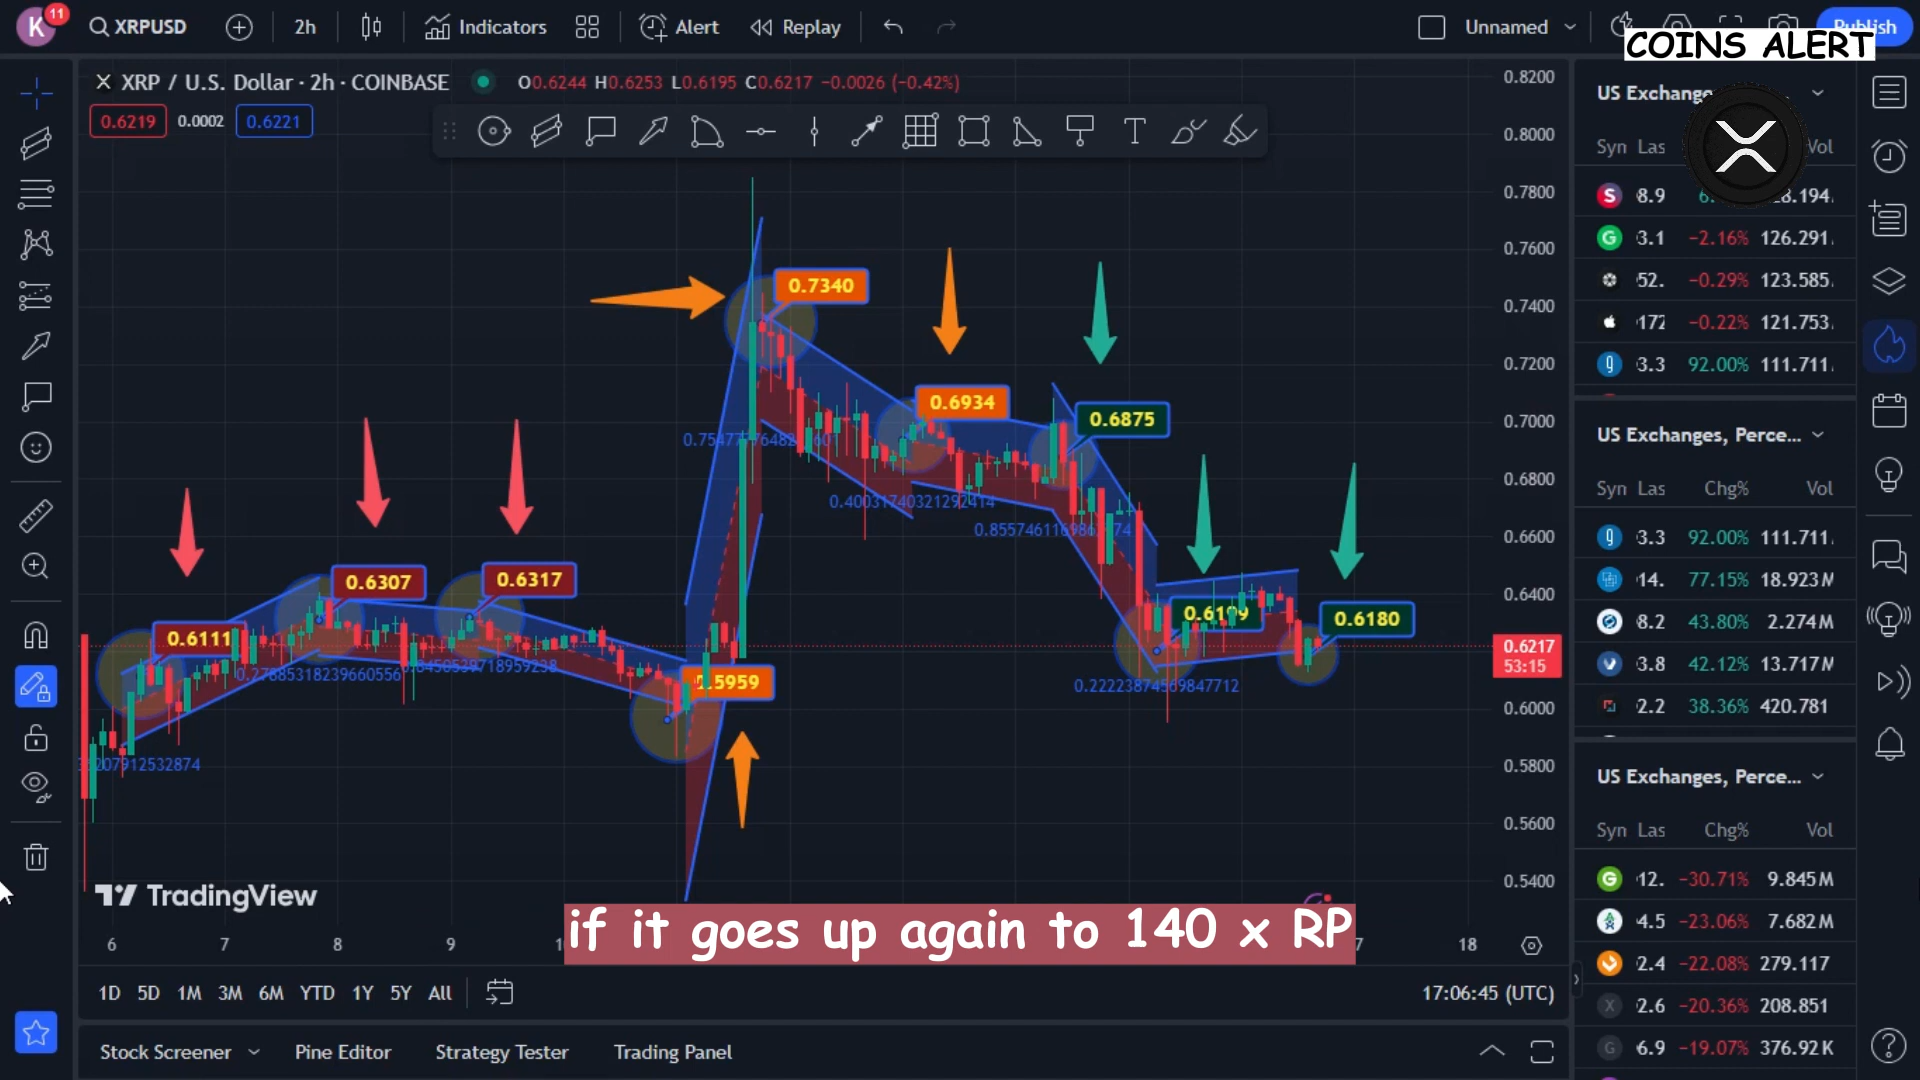 K 11 XRPUSD 2h Indicators Alert Replay Unnamed Publish
COINS ALERT
XRP / U.S. Dollar · 2h · COINBASE O0.6244 H0.6253 L0.6195 C0.6217 −0.0026 (−0.42%)
0.6219 0.0002 0.6221
0.8200
0.8000
0.7800
0.7600
0.7400
0.7200
0.7000
0.6800
0.6600
0.6400
0.6217
53:15
0.6000
0.5800
0.5600
0.5400
0.7340
0.6934
0.6875
0.6307
0.6317
0.6111
0.6199
0.6180
0.40031740321292414
0.22223874569847712
TradingView
if it goes up again to 140 x RP
6 7 8 9 18
1D 5D 1M 3M 6M YTD 1Y 5Y All 17:06:45 (UTC)
Stock Screener Pine Editor Strategy Tester Trading Panel
US Exchange
Syn Las Vol
S 8.9
G 3.1 −2.16% 126.291
52. −0.29% 123.585
172 −0.22% 121.753
3.3 92.00% 111.711
US Exchanges, Perce...
Syn Las Chg% Vol
3.3 92.00% 111.711
14. 77.15% 18.923M
8.2 43.80% 2.274M
3.8 42.12% 13.717M
2.2 38.36% 420.781
US Exchanges, Perce...
Syn Las Chg% Vol
12. −30.71% 9.845M
4.5 −23.06% 7.682M
2.4 −22.08% 279.117
X 2.6 −20.36% 208.851
G 6.9 −19.07% 376.92K